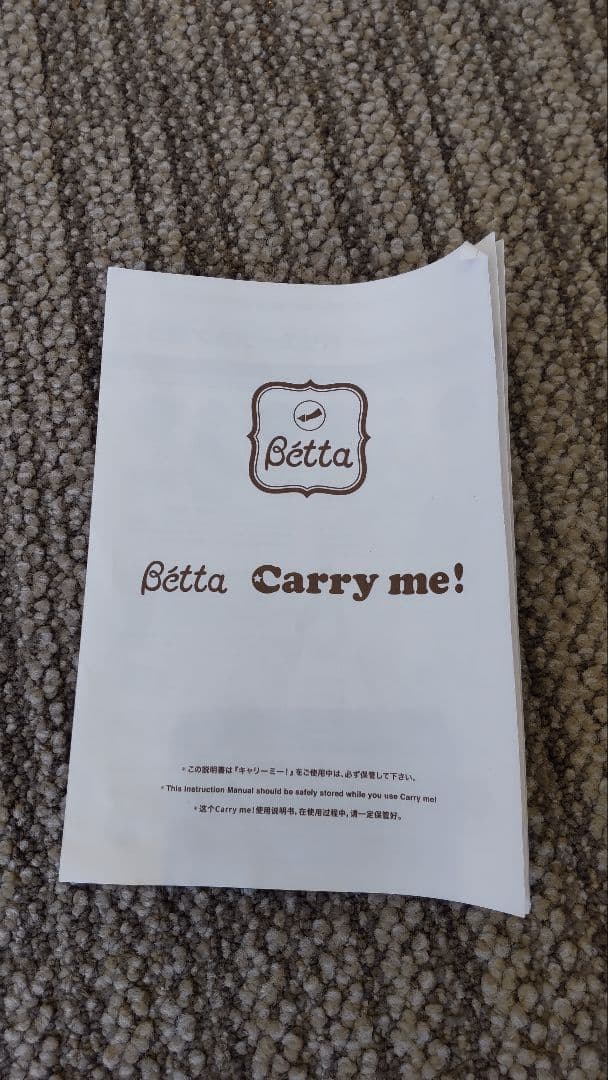 Bétta
Bétta Carry me!
*この説明書は『キャリーミー！』をご使用中は、必ず保管して下さい。
*This Instruction Manual should be safely stored while you use Carry me!
*这个Carry me!使用说明书，在使用过程中，请一定保管好。